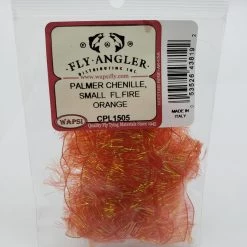 FLY-ANGLER
DISTRIBUTING INC
www.wapsifly.com
PALMER CHENILLE,
SMALL FL FIRE
ORANGE
CPL1505
WAPSI
Quality Fly Tying Materials Since 1945
MADE IN
ITALY